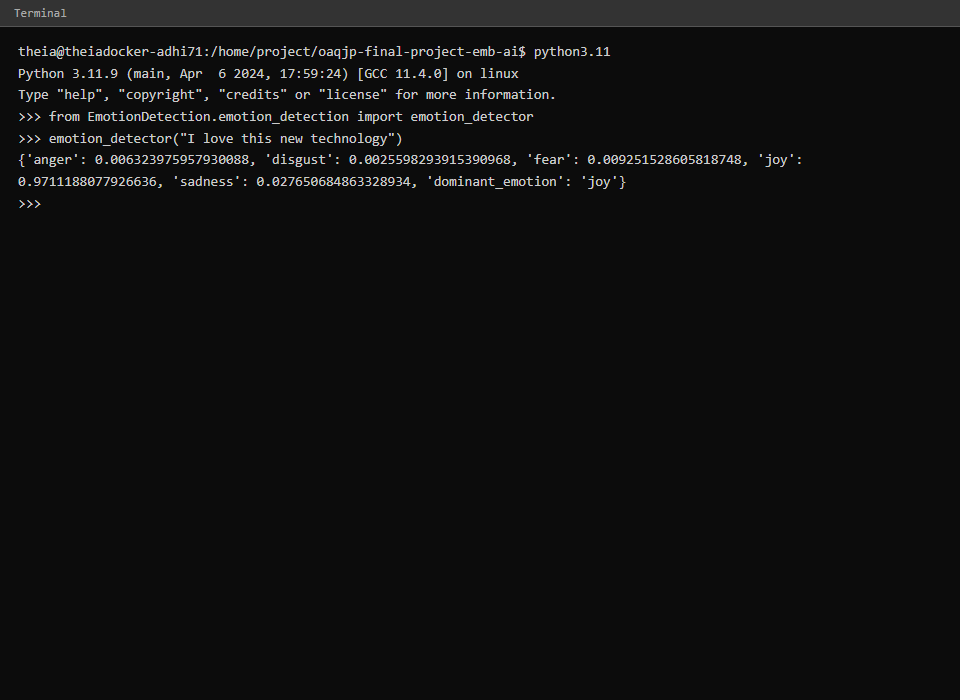 Terminal
theia@theiadocker-adhi71:/home/project/oaqjp-final-project-emb-ai$ python3.11
Python 3.11.9 (main, Apr  6 2024, 17:59:24) [GCC 11.4.0] on linux
Type "help", "copyright", "credits" or "license" for more information.
>>> from EmotionDetection.emotion_detection import emotion_detector
>>> emotion_detector("I love this new technology")
{'anger': 0.006323975957930088, 'disgust': 0.0025598293915390968, 'fear': 0.009251528605818748, 'joy':
0.9711188077926636, 'sadness': 0.027650684863328934, 'dominant_emotion': 'joy'}
>>>